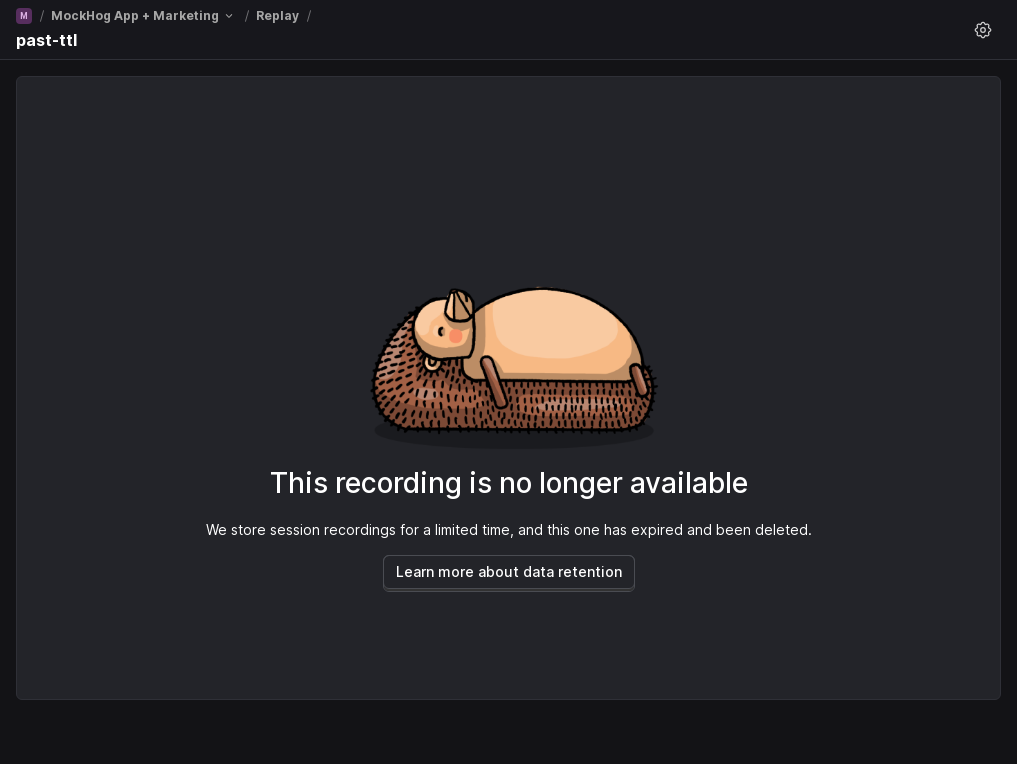 M / MockHog App + Marketing / Replay /
past-ttl
This recording is no longer available
We store session recordings for a limited time, and this one has expired and been deleted.
Learn more about data retention